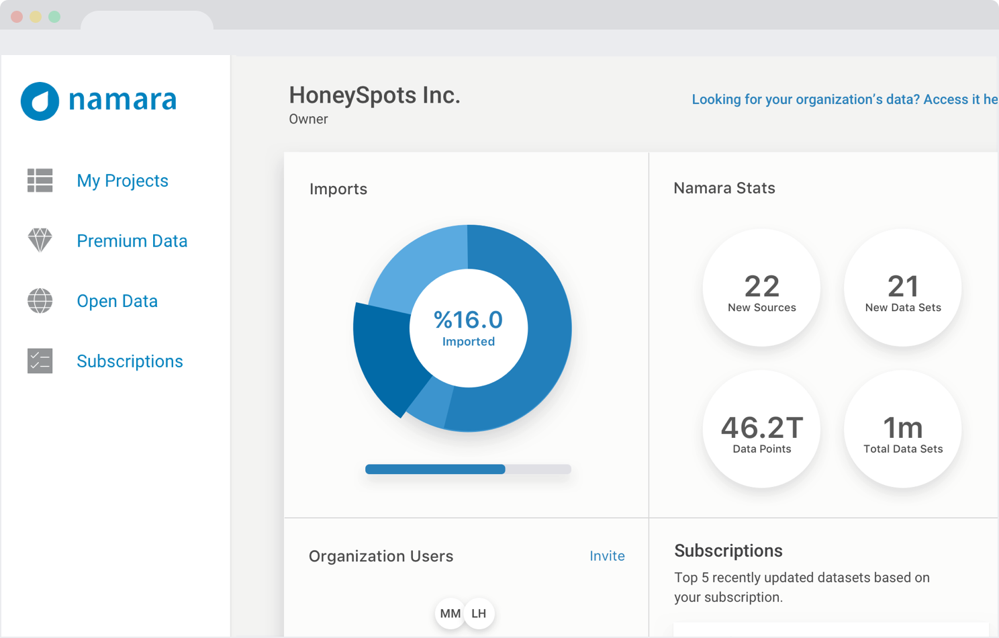 namara
My Projects
Premium Data
Open Data
Subscriptions
HoneySpots Inc.
Owner
Looking for your organization’s data? Access it he
Imports
%16.0
Imported
Namara Stats
22
New Sources
21
New Data Sets
46.2T
Data Points
1m
Total Data Sets
Organization Users
Invite
MM
LH
Subscriptions
Top 5 recently updated datasets based on
your subscription.